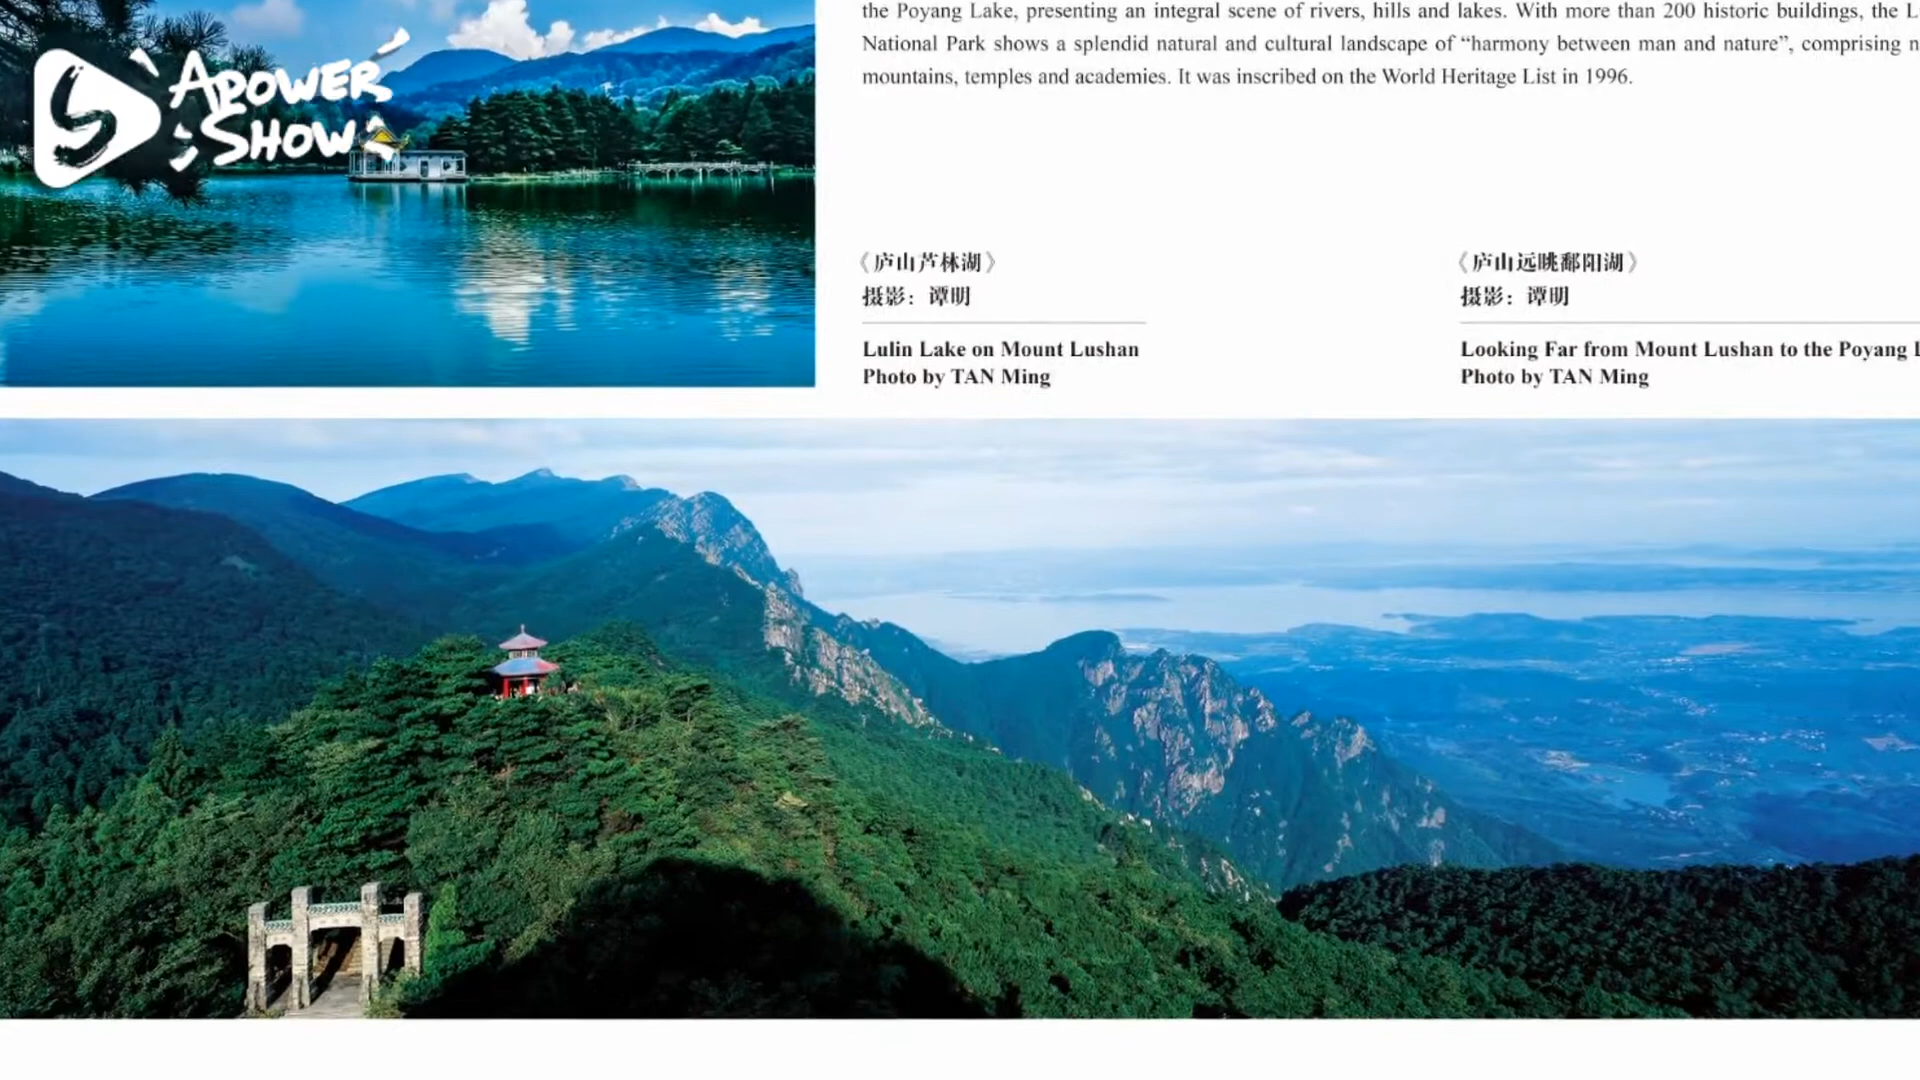 APOWER
SHOW
the Poyang Lake, presenting an integral scene of rivers, hills and lakes. With more than 200 historic buildings, the
National Park shows a splendid natural and cultural landscape of “harmony between man and nature”, comprising
mountains, temples and academies. It was inscribed on the World Heritage List in 1996.
《庐山芦林湖》
摄影：谭明
Lulin Lake on Mount Lushan
Photo by TAN Ming
《庐山远眺鄱阳湖》
摄影：谭明
Looking Far from Mount Lushan to the Poyang
Photo by TAN Ming